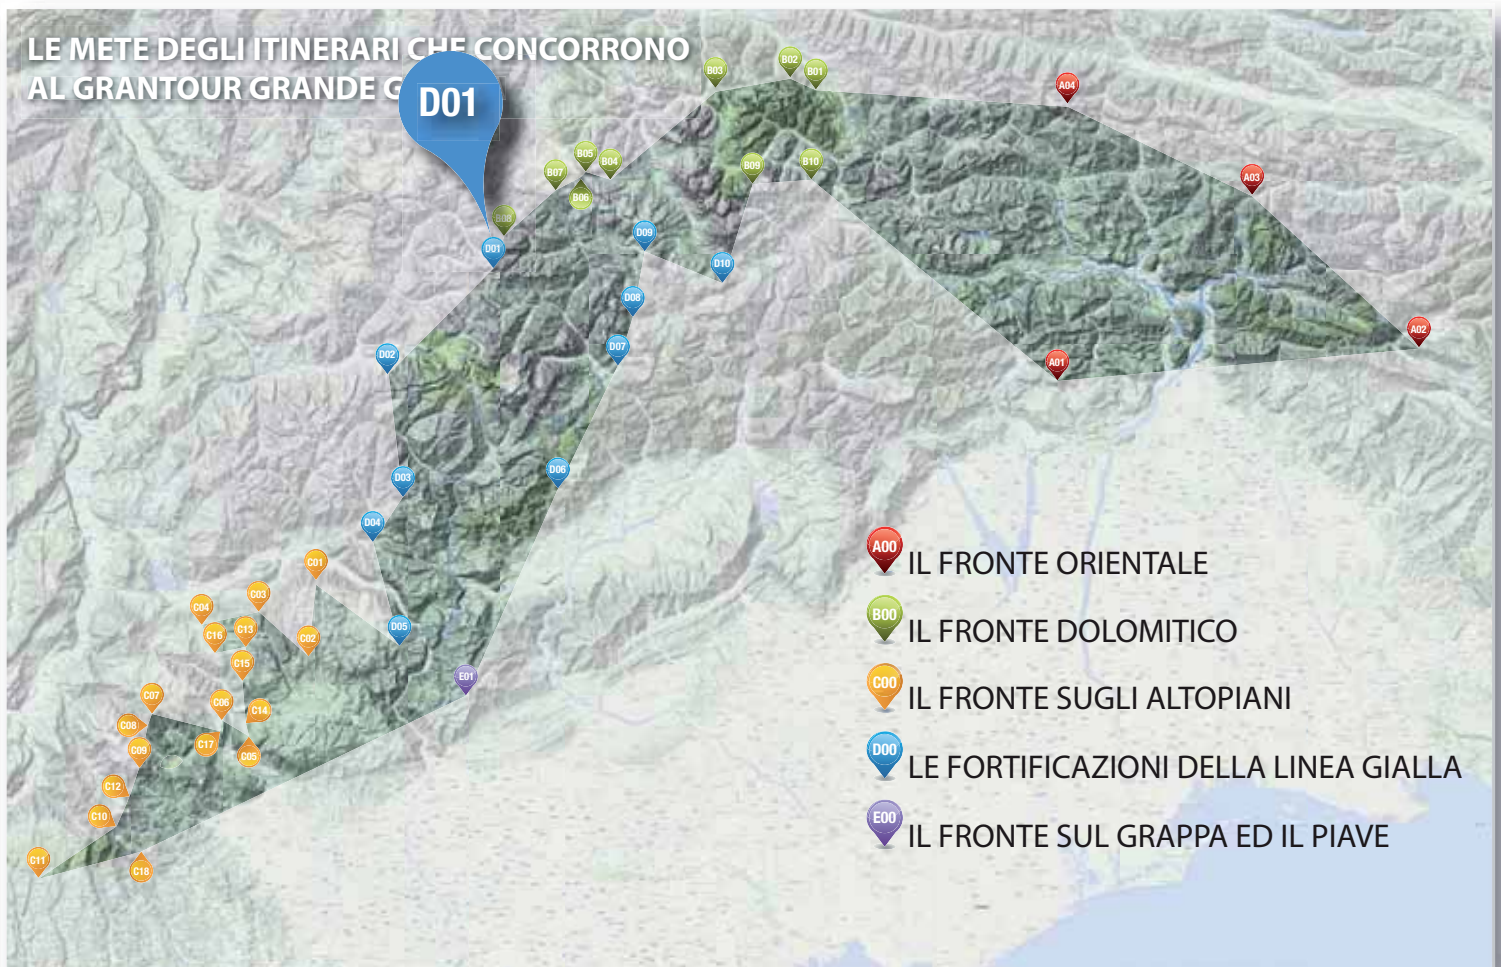 LE METE DEGLI ITINERARI CHE CONCORRONO
AL GRANTOUR GRANDE G
D01
B03
B02
B01
A04
B05
B04
B07
B06
B09
B10
A03
B08
D01
D09
D10
D08
D07
D02
A02
A01
D06
D03
D04
C01
C03
C04
C16
C13
C02
D05
C15
E01
C07
C06
C14
C08
C17
C09
C05
C12
C10
C11
C18
A00 IL FRONTE ORIENTALE
B00 IL FRONTE DOLOMITICO
C00 IL FRONTE SUGLI ALTOPIANI
D00 LE FORTIFICAZIONI DELLA LINEA GIALLA
E00 IL FRONTE SUL GRAPPA ED IL PIAVE